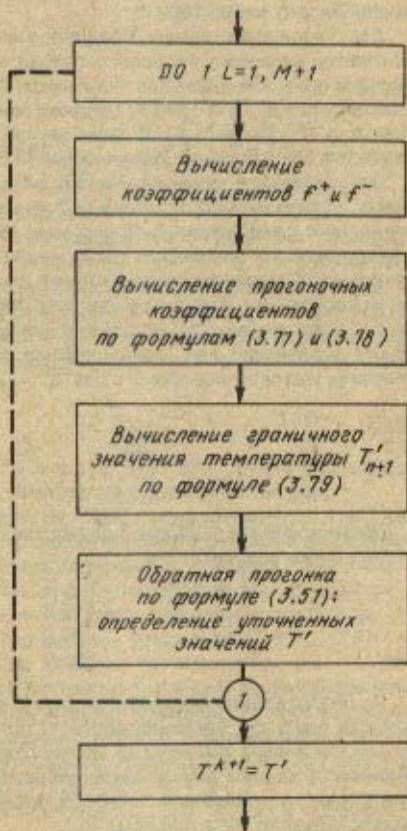 DO 1 L=1, M+1
Вычисление
коэффициентов f⁺ и f⁻
Вычисление прогоночных
коэффициентов
по формулам (3.77) и (3.78)
Вычисление граничного
значения температуры T'ₙ₊₁
по формуле (3.79)
Обратная прогонка
по формуле (3.51):
определение уточненных
значений T'
1
Tᵏ⁺¹=T'